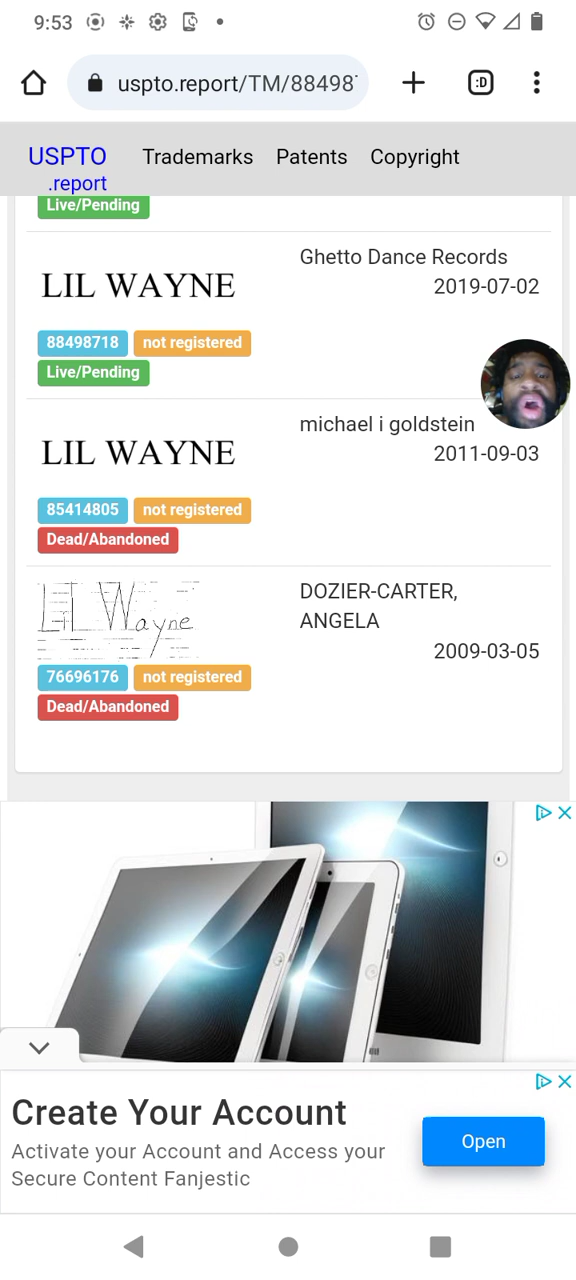 9:53
uspto.report/TM/88498
:D
USPTO
.report
Trademarks
Patents
Copyright
Live/Pending
LIL WAYNE
Ghetto Dance Records
2019-07-02
88498718
not registered
Live/Pending
LIL WAYNE
michael i goldstein
2011-09-03
85414805
not registered
Dead/Abandoned
Lil Wayne
DOZIER-CARTER,
ANGELA
2009-03-05
76696176
not registered
Dead/Abandoned
Create Your Account
Activate your Account and Access your
Secure Content Fanjestic
Open